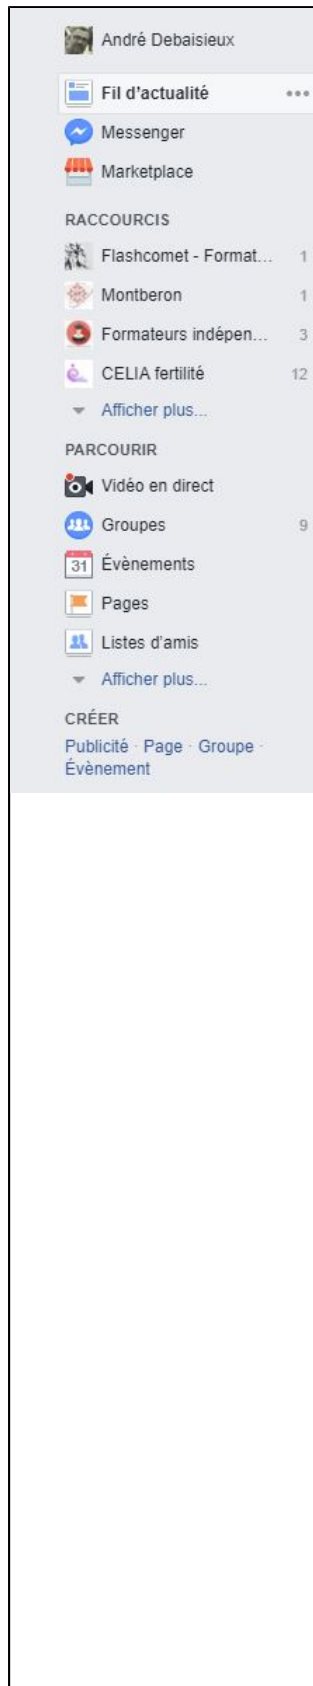 André Debaisieux
Fil d'actualité
Messenger
Marketplace
RACCOURCIS
Flashcomet - Format... 1
Montberon 1
Formateurs indépen... 3
CELIA fertilité 12
Afficher plus...
PARCOURIR
Vidéo en direct
Groupes 9
31 Évènements
Pages
Listes d'amis
Afficher plus...
CRÉER
Publicité · Page · Groupe ·
Évènement